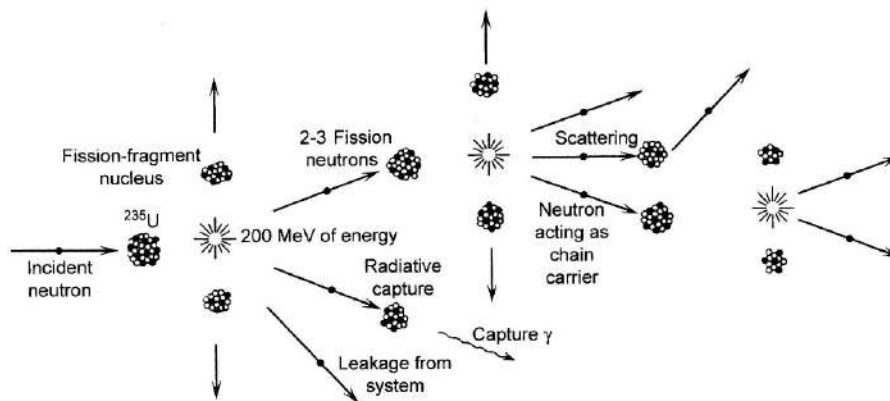 Fission-fragment
nucleus
235U
Incident
neutron
200 MeV of energy
2-3 Fission
neutrons
Radiative
capture
Leakage from
system
Capture γ
Scattering
Neutron
acting as
chain
carrier